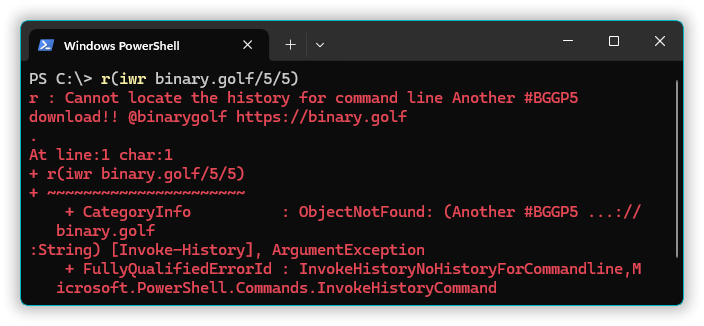 Windows PowerShell
PS C:\> r(iwr binary.golf/5/5)
r : Cannot locate the history for command line Another #BGGP5
download!! @binarygolf https://binary.golf
.
At line:1 char:1
+ r(iwr binary.golf/5/5)
+ ~~~~~~~~~~~~~~~~~~~~~~
    + CategoryInfo          : ObjectNotFound: (Another #BGGP5 ...://
   binary.golf
:String) [Invoke-History], ArgumentException
    + FullyQualifiedErrorId : InvokeHistoryNoHistoryForCommandline,M
   icrosoft.PowerShell.Commands.InvokeHistoryCommand